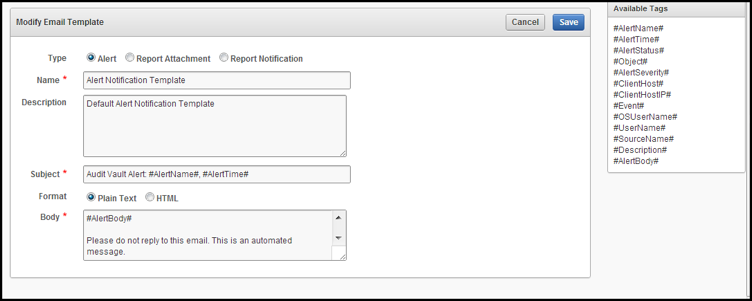 Modify Email Template
Cancel
Save
Type
Alert
Report Attachment
Report Notification
Name *
Alert Notification Template
Description
Default Alert Notification Template
Subject *
Audit Vault Alert: #AlertName#, #AlertTime#
Format
Plain Text
HTML
Body *
#AlertBody#
Please do not reply to this email. This is an automated
message.
Available Tags
#AlertName#
#AlertTime#
#AlertStatus#
#Object#
#AlertSeverity#
#ClientHost#
#ClientHostIP#
#Event#
#OSUserName#
#UserName#
#SourceName#
#Description#
#AlertBody#